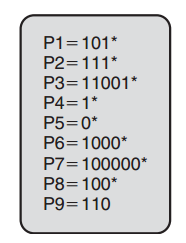 P1=101*
P2=111*
P3=11001*
P4=1*
P5=0*
P6=1000*
P7=100000*
P8=100*
P9=110